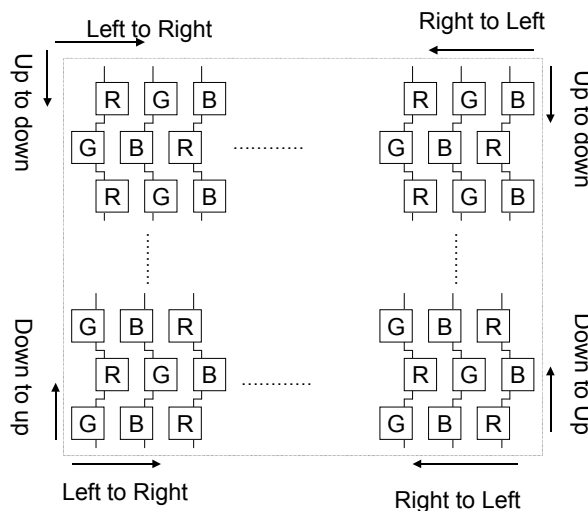 Left to Right
Right to Left
Up to down
Up to down
R G B R G B
G B R ............ G B R
R G B R G B
G B R G B R
R G B ............ R G B
G B R G B R
Down to up
Down to Up
Left to Right
Right to Left